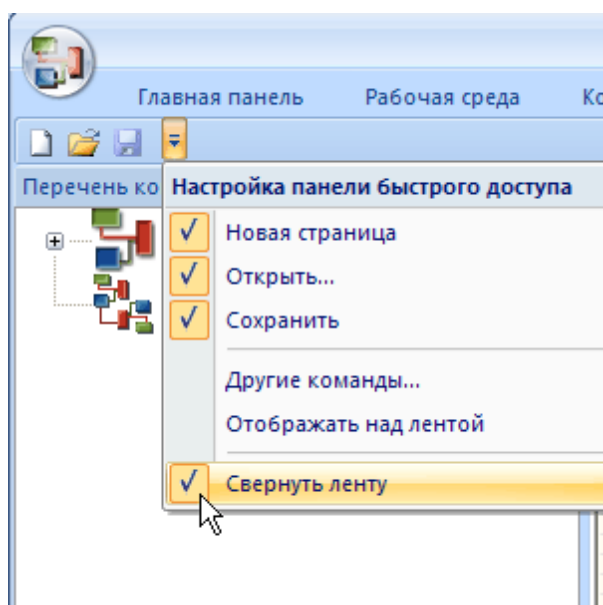 Главная панель Рабочая среда
Перечень
Настройка панели быстрого доступа
Новая страница
Открыть...
Сохранить
Другие команды...
Отображать над лентой
Свернуть ленту